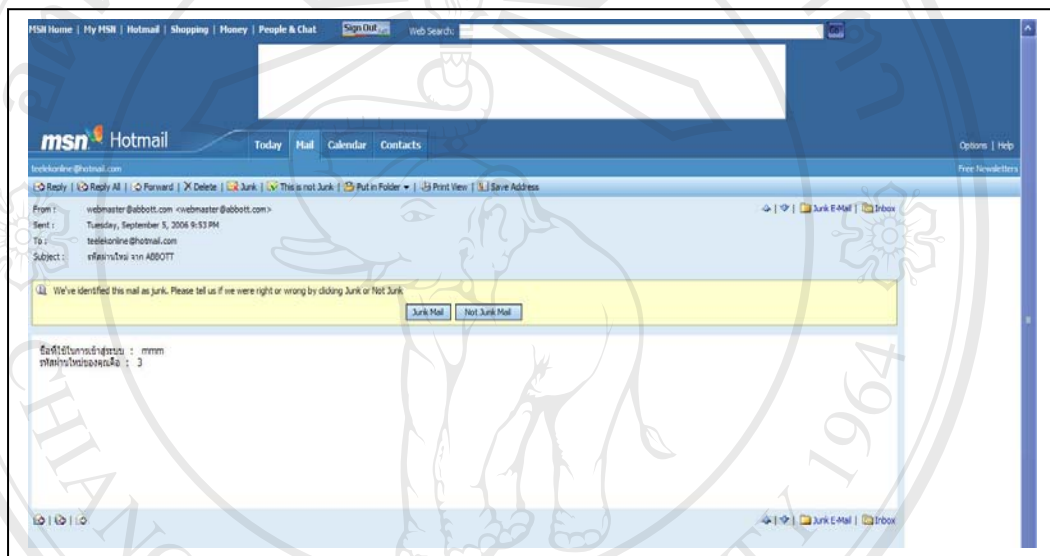 MSN Home | My MSN | Hotmail | Shopping | Money | People & Chat Sign Out Web Search: Go
msn Hotmail Today Mail Calendar Contacts Options | Help
teelekonline@hotmail.com Free Newsletters
Reply | Reply All | Forward | Delete | Junk | This is not Junk | Put in Folder | Print View | Save Address
From : webmaster@abbott.com <webmaster@abbott.com> | Junk E-Mail | Inbox
Sent : Tuesday, September 5, 2006 9:53 PM
To : teelekonline@hotmail.com
Subject : รหัสผ่านใหม่ จาก ABBOTT
We've identified this mail as junk. Please tell us if we were right or wrong by clicking Junk or Not Junk
Junk Mail Not Junk Mail
ชื่อที่ใช้ในการเข้าสู่ระบบ : mmm
รหัสผ่านใหม่ของคุณคือ : 3
| Junk E-Mail | Inbox
1964